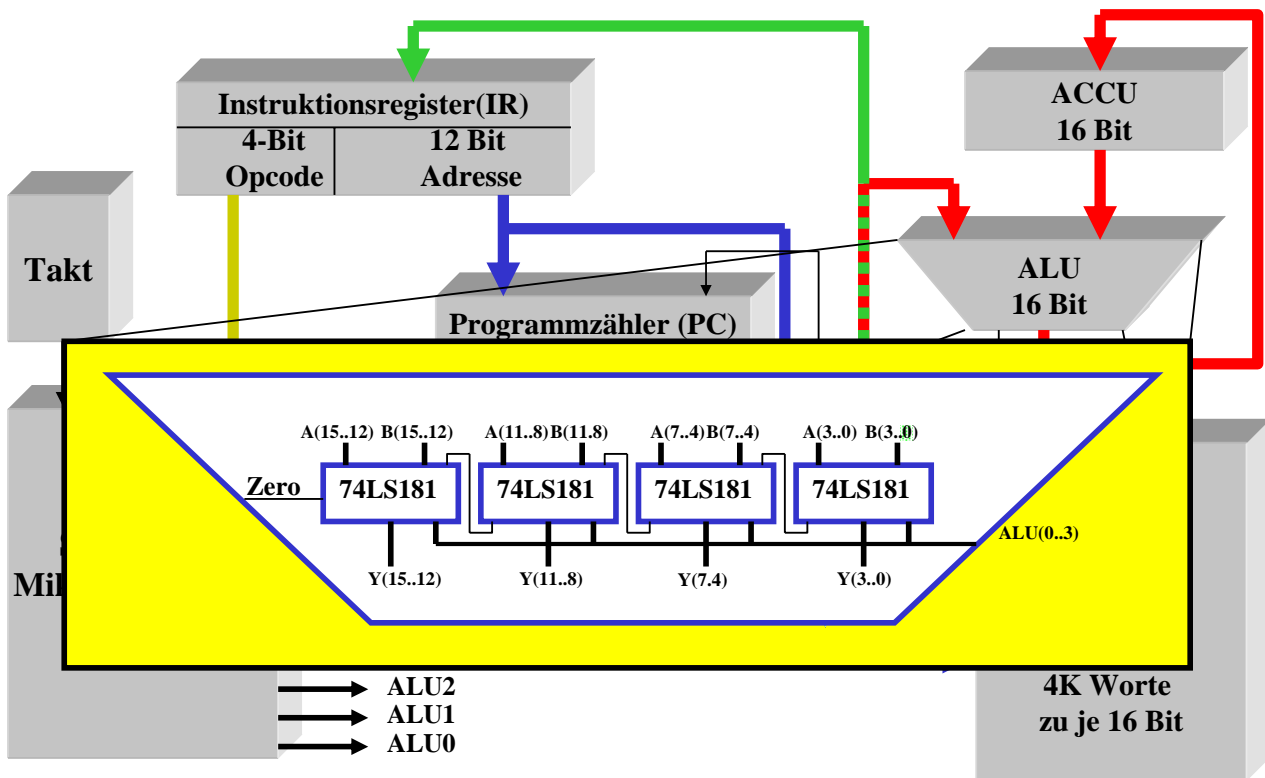 Instruktionsregister(IR)
4-Bit
Opcode
12 Bit
Adresse
ACCU
16 Bit
Takt
ALU
16 Bit
Programmzähler (PC)
A(15..12) B(15..12)
A(11..8) B(11.8)
A(7..4) B(7..4)
A(3..0) B(3..0)
Zero
74LS181
74LS181
74LS181
74LS181
ALU(0..3)
Y(15..12)
Y(11..8)
Y(7.4)
Y(3..0)
ALU2
ALU1
ALU0
4K Worte
zu je 16 Bit